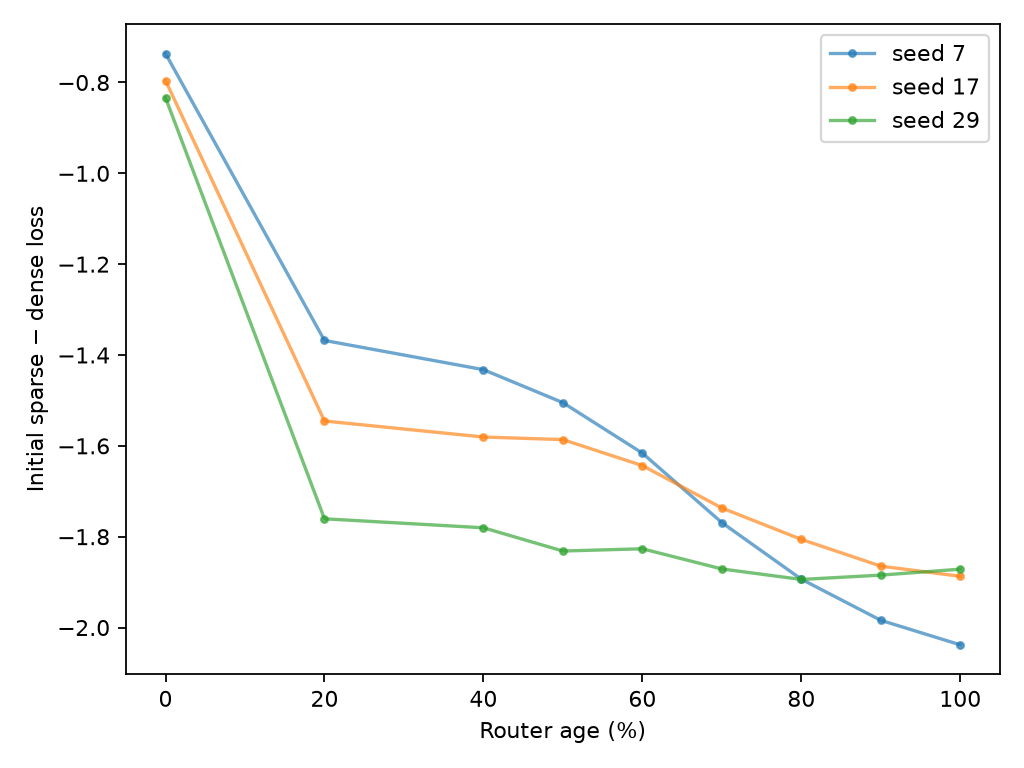 seed 7
seed 17
seed 29
−0.8
−1.0
−1.2
−1.4
−1.6
−1.8
−2.0
Initial sparse − dense loss
0 20 40 60 80 100
Router age (%)